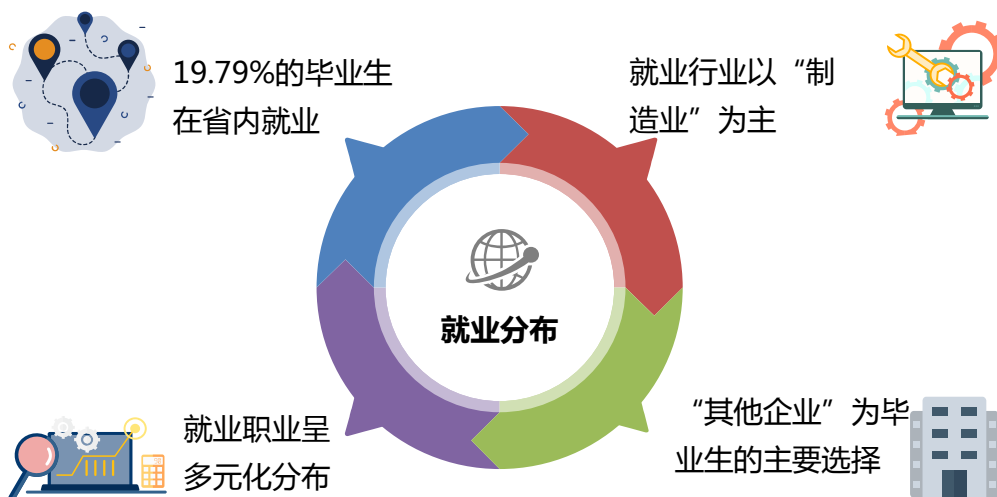 19.79%的毕业生
在省内就业
就业行业以“制
造业”为主
就业分布
就业职业呈
多元化分布
“其他企业”为毕
业生的主要选择